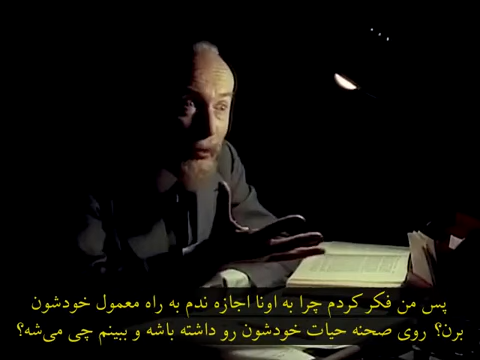 پس من فکر کردم چرا به اونا اجازه ندم به راه معمول خودشون
برن؟ روی صحنه حیات خودشون رو داشته باشه و ببینم چی می‌شه؟